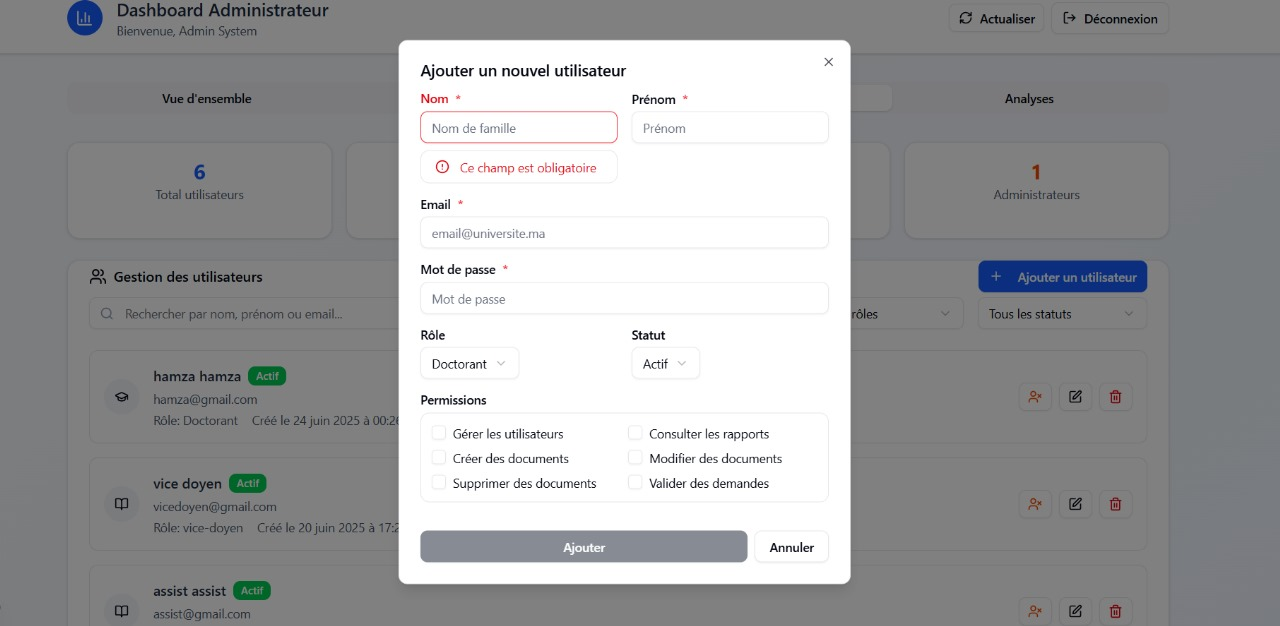 Dashboard Administrateur
Bienvenue, Admin System
Actualiser
Déconnexion
Vue d'ensemble
Analyses
6
Total utilisateurs
1
Administrateurs
Gestion des utilisateurs
Ajouter un utilisateur
Rechercher par nom, prénom ou email...
rôles
Tous les statuts
hamza hamza Actif
hamza@gmail.com
Rôle: Doctorant Créé le 24 juin 2025 à 00:26
vice doyen Actif
vicedoyen@gmail.com
Rôle: vice-doyen Créé le 20 juin 2025 à 17:2
assist assist Actif
assist@gmail.com
Ajouter un nouvel utilisateur
Nom * Prénom *
Nom de famille Prénom
Ce champ est obligatoire
Email *
email@universite.ma
Mot de passe *
Mot de passe
Rôle Statut
Doctorant Actif
Permissions
Gérer les utilisateurs Consulter les rapports
Créer des documents Modifier des documents
Supprimer des documents Valider des demandes
Ajouter Annuler